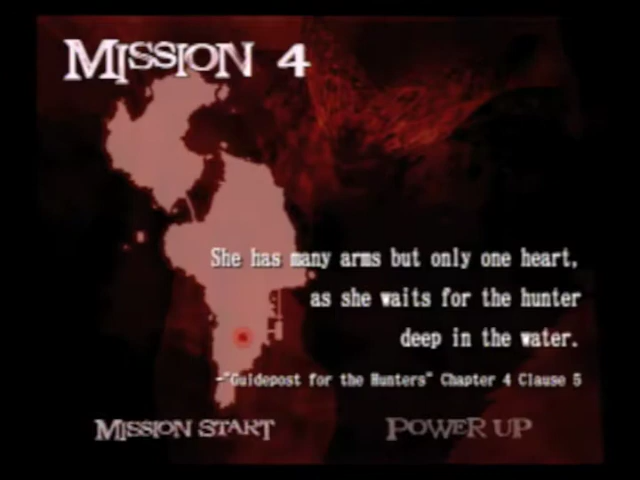 MISSION 4
She has many arms but only one heart,
as she waits for the hunter
deep in the water.
-"Guidepost for the Hunters" Chapter 4 Clause 5
MISSION START
POWER UP